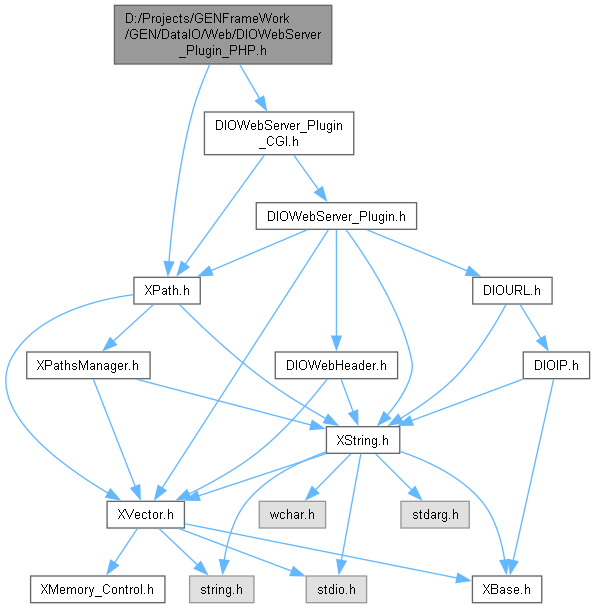 D:/Projects/GENFrameWork
/GEN/DataIO/Web/DIOWebServer
_Plugin_PHP.h
DIOWebServer_Plugin
_CGI.h
DIOWebServer_Plugin.h
XPath.h
DIOURL.h
XPathsManager.h
DIOWebHeader.h
DIOIP.h
XString.h
XVector.h
wchar.h
stdarg.h
XMemory_Control.h
string.h
stdio.h
XBase.h